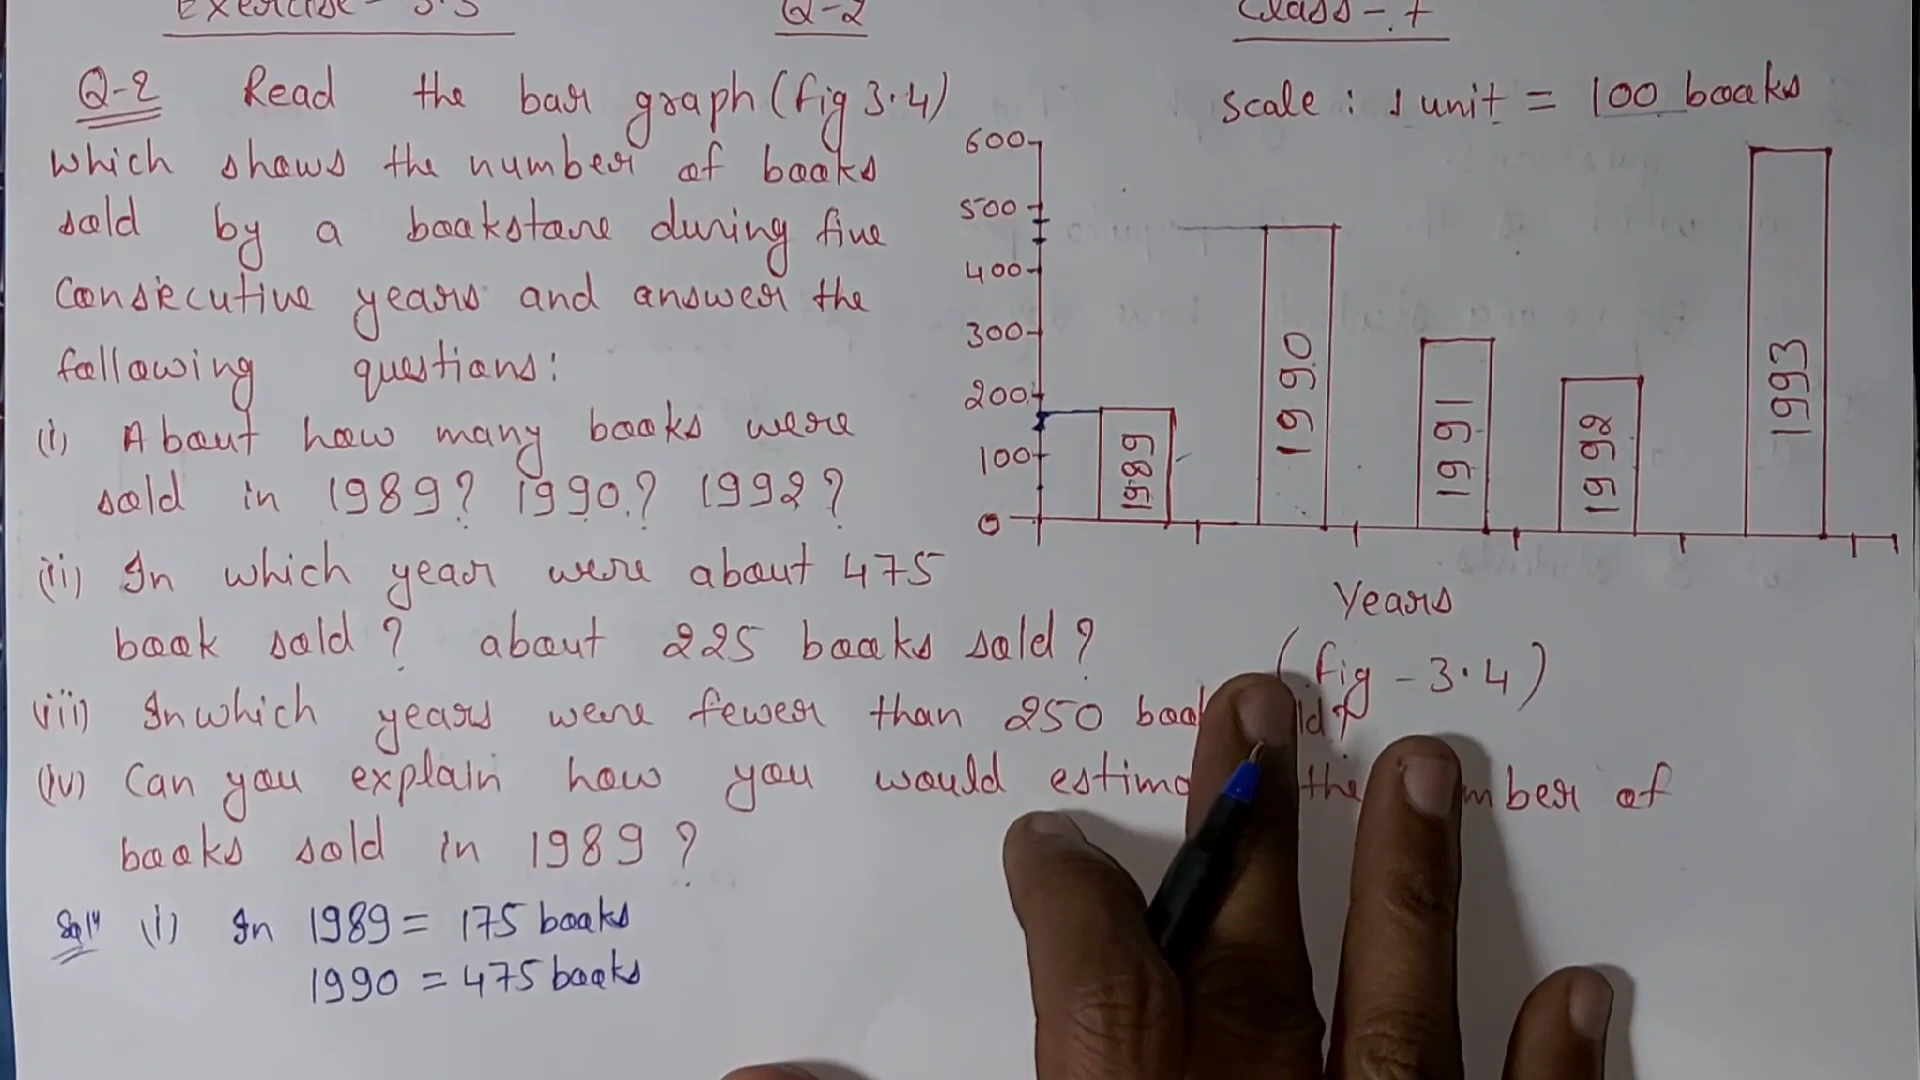 Exercise - 3.3 Q-2 Class - 7
Q-2 Read the bar graph (fig 3.4)
which shows the number of books
sold by a bookstore during five
Consecutive years and answer the
following questions:
(i) About how many books were
sold in 1989? 1990? 1992?
(ii) In which year were about 475
book sold? about 225 books sold?
(iii) In which years were fewer than 250
(iv) Can you explain how you would the of
books sold in 1989?
Solⁿ (i) In 1989 = 175 books
1990 = 475 books
scale : 1 unit = 100 books
600
500
400
300
200
100
0
1989 1990 1991 1992 1993
Years
(fig - 3.4)